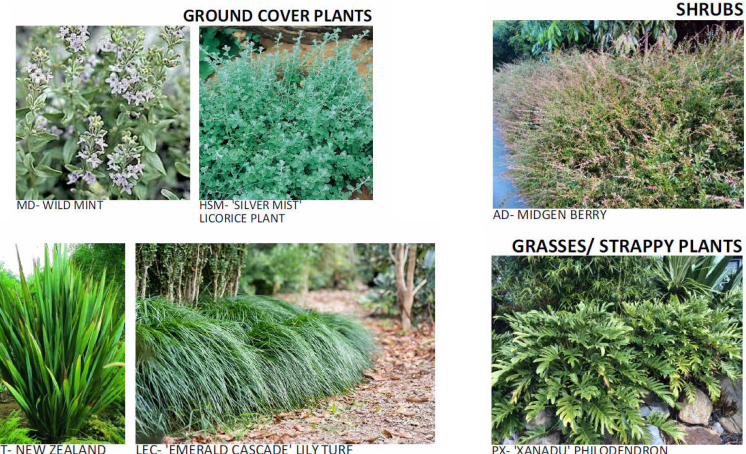 GROUND COVER PLANTS
MD- WILD MINT
HSM- 'SILVER MIST'
LICORICE PLANT
SHRUBS
AD- MIDGEN BERRY
T- NEW ZEALAND
LEC- 'EMERALD CASCADE' LILY TURF
GRASSES/ STRAPPY PLANTS
PX- 'XANADU' PHILODENDRON